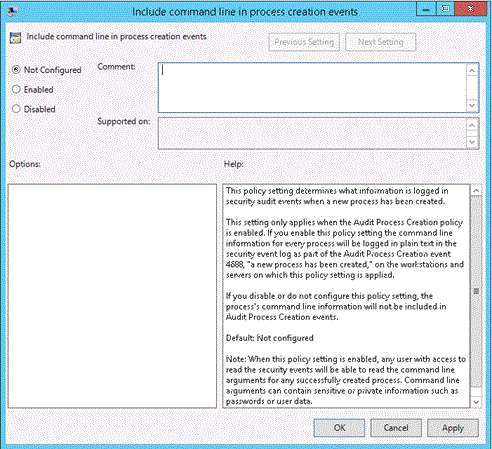 Include command line in process creation events
Include command line in process creation events
Previous Setting
Next Setting
Not Configured
Comment:
Enabled
Disabled
Supported on:
Options:
Help:
This policy setting determines what information is logged in
security audit events when a new process has been created.
This setting only applies when the Audit Process Creation policy
is enabled. If you enable this policy setting the command line
information for every process will be logged in plain text in the
security event log as part of the Audit Process Creation event
4688, "a new process has been created," on the workstations and
servers on which this policy setting is applied.
If you disable or do not configure this policy setting, the
process's command line information will not be included in
Audit Process Creation events.
Default: Not configured
Note: When this policy setting is enabled, any user with access to
read the security events will be able to read the command line
arguments for any successfully created process. Command line
arguments can contain sensitive or private information such as
passwords or user data.
OK
Cancel
Apply